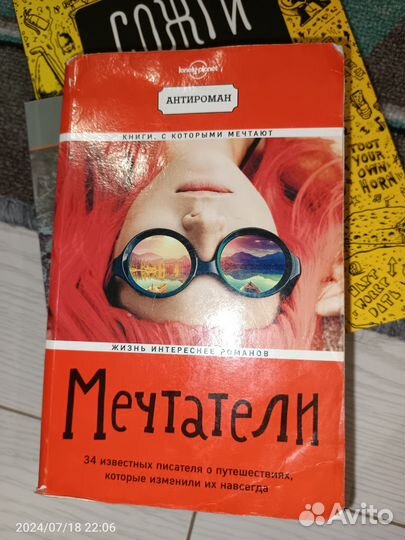 СОЖГИ
lonely planet
АНТИРОМАН
КНИГИ, С КОТОРЫМИ МЕЧТАЮТ
TOOT
YOUR
OWN
HORN
ЖИЗНЬ ИНТЕРЕСНЕЕ РОМАНОВ
МЕЧТАТЕЛИ
34 известных писателя о путешествиях,
которые изменили их навсегда
2024/07/18 22:06
Avito